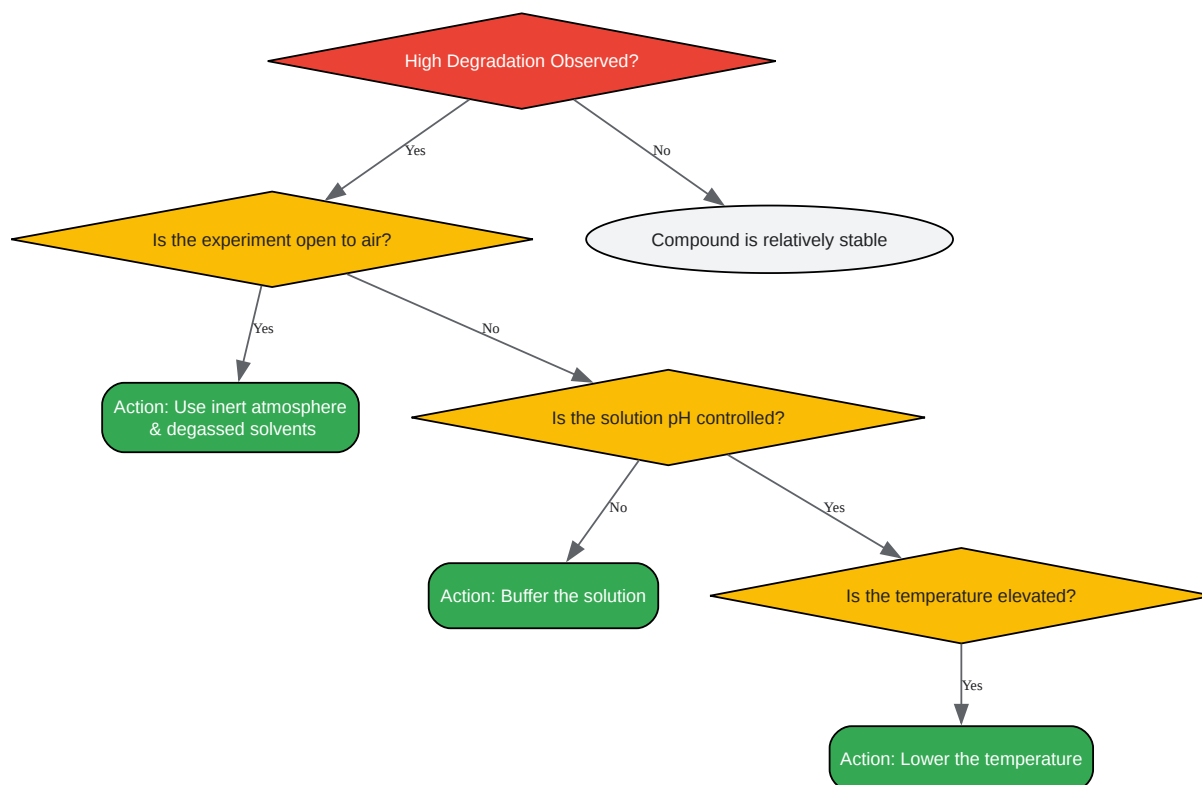 High Degradation Observed?
Yes
No
Is the experiment open to air?
Compound is relatively stable
Yes
No
Action: Use inert atmosphere
& degassed solvents
Is the solution pH controlled?
No
Yes
Action: Buffer the solution
Is the temperature elevated?
Yes
Action: Lower the temperature